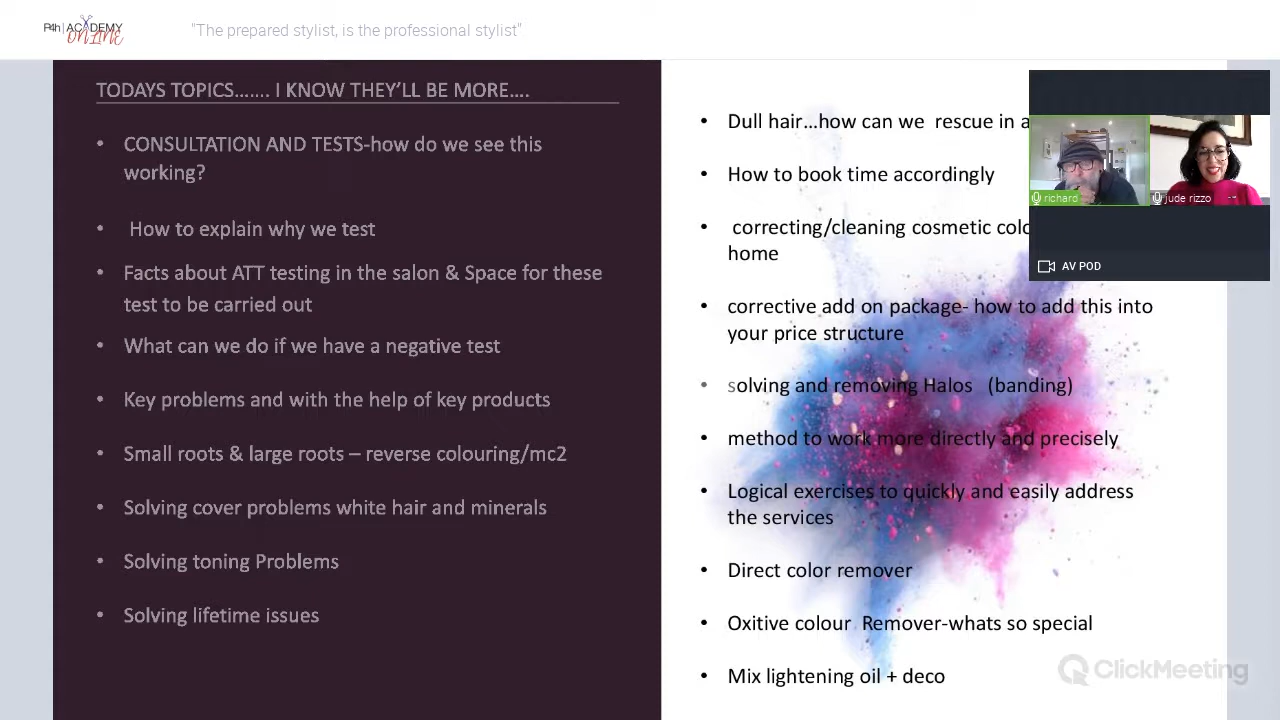 P4h ACADEMY
ONLINE
"The prepared stylist, is the professional stylist"
TODAYS TOPICS....... I KNOW THEY'LL BE MORE....
• CONSULTATION AND TESTS-how do we see this
working?
• How to explain why we test
• Facts about ATT testing in the salon & Space for these
test to be carried out
• What can we do if we have a negative test
• Key problems and with the help of key products
• Small roots & large roots – reverse colouring/mc2
• Solving cover problems white hair and minerals
• Solving toning Problems
• Solving lifetime issues
• Dull hair...how can we rescue in a
• How to book time accordingly
• correcting/cleaning cosmetic colo
home
• corrective add on package- how to add this into
your price structure
• solving and removing Halos (banding)
• method to work more directly and precisely
• Logical exercises to quickly and easily address
the services
• Direct color remover
• Oxitive colour Remover-whats so special
• Mix lightening oil + deco
richard
jude rizzo
AV POD
ClickMeeting